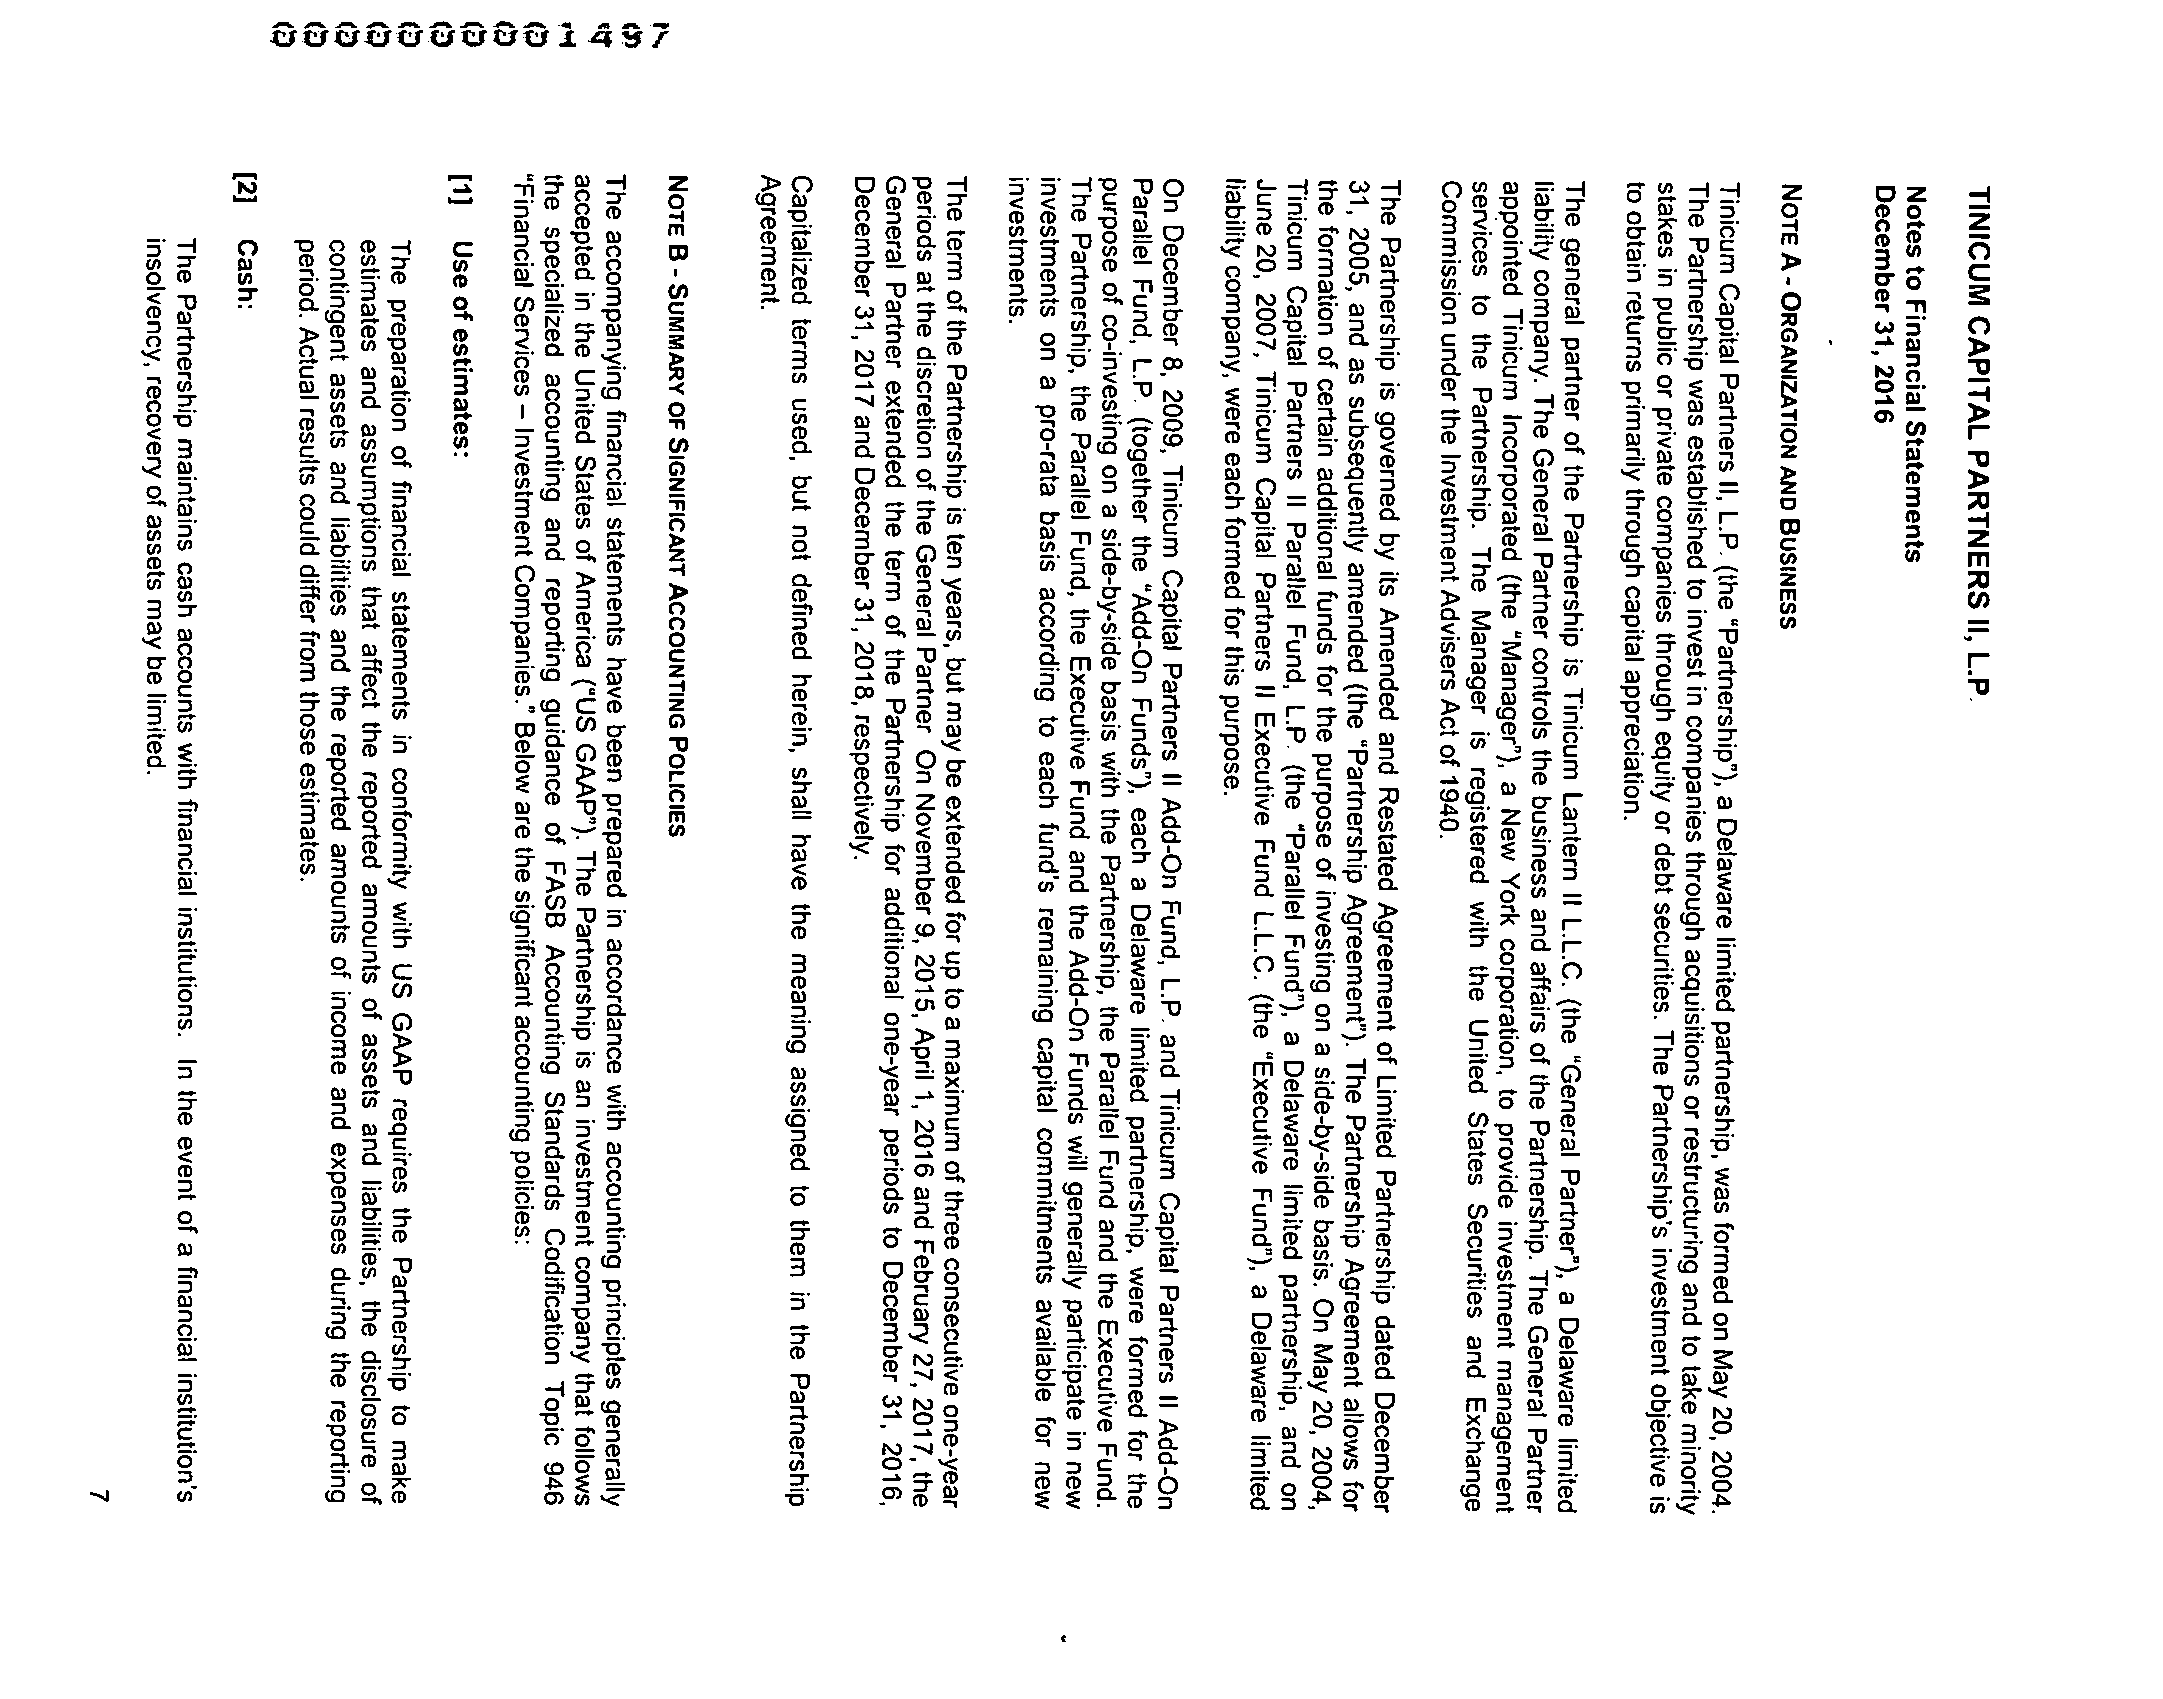 TINICUM CAPITAL PARTNERS II, L.P.
Notes to Financial Statements
December 31, 2016
NOTE A - ORGANIZATION AND BUSINESS
Tinicum Capital Partners II, L.P. (the “Partnership”), a Delaware limited partnership, was formed on May 20, 2004.
The Partnership was established to invest in companies through acquisitions or restructuring and to take minority
stakes in public or private companies through equity or debt securities. The Partnership's investment objective is
to obtain returns primarily through capital appreciation.
The general partner of the Partnership is Tinicum Lantern II L.L.C. (the “General Partner”), a Delaware limited
liability company. The General Partner controls the business and affairs of the Partnership. The General Partner
appointed Tinicum Incorporated (the “Manager”), a New York corporation, to provide investment management
services to the Partnership. The Manager is registered with the United States Securities and Exchange
Commission under the Investment Advisers Act of 1940.
The Partnership is governed by its Amended and Restated Agreement of Limited Partnership dated December
31, 2005, and as subsequently amended (the “Partnership Agreement”). The Partnership Agreement allows for
the formation of certain additional funds for the purpose of investing on a side-by-side basis. On May 20, 2004,
Tinicum Capital Partners II Parallel Fund, L.P. (the “Parallel Fund”), a Delaware limited partnership, and on
June 20, 2007, Tinicum Capital Partners II Executive Fund L.L.C. (the “Executive Fund”), a Delaware limited
liability company, were each formed for this purpose.
On December 8, 2009, Tinicum Capital Partners II Add-On Fund, L.P. and Tinicum Capital Partners II Add-On
Parallel Fund, L.P. (together the “Add-On Funds”), each a Delaware limited partnership, were formed for the
purpose of co-investing on a side-by-side basis with the Partnership, the Parallel Fund and the Executive Fund.
The Partnership, the Parallel Fund, the Executive Fund and the Add-On Funds will generally participate in new
investments on a pro-rata basis according to each fund's remaining capital commitments available for new
investments.
The term of the Partnership is ten years, but may be extended for up to a maximum of three consecutive one-year
periods at the discretion of the General Partner. On November 9, 2015, April 1, 2016 and February 27, 2017, the
General Partner extended the term of the Partnership for additional one-year periods to December 31, 2016,
December 31, 2017 and December 31, 2018, respectively.
Capitalized terms used, but not defined herein, shall have the meaning assigned to them in the Partnership
Agreement.
NOTE B - SUMMARY OF SIGNIFICANT ACCOUNTING POLICIES
The accompanying financial statements have been prepared in accordance with accounting principles generally
accepted in the United States of America (“US GAAP”). The Partnership is an investment company that follows
the specialized accounting and reporting guidance of FASB Accounting Standards Codification Topic 946
“Financial Services – Investment Companies.” Below are the significant accounting policies:
[1] Use of estimates:
The preparation of financial statements in conformity with US GAAP requires the Partnership to make
estimates and assumptions that affect the reported amounts of assets and liabilities, the disclosure of
contingent assets and liabilities and the reported amounts of income and expenses during the reporting
period. Actual results could differ from those estimates.
[2] Cash:
The Partnership maintains cash accounts with financial institutions. In the event of a financial institution's
insolvency, recovery of assets may be limited.
7
0000000001497